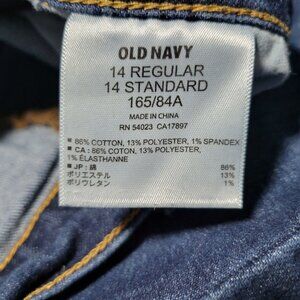 OLD NAVY
14 REGULAR
14 STANDARD
165/84A
MADE IN CHINA
RN 54023 CA17897
■ 86% COTTON, 13% POLYESTER, 1% SPANDEX
■ CA : 86% COTON, 13% POLYESTER,
1% ÉLASTHANNE
■ JP : 綿 86%
ポリエステル 13%
ポリウレタン 1%